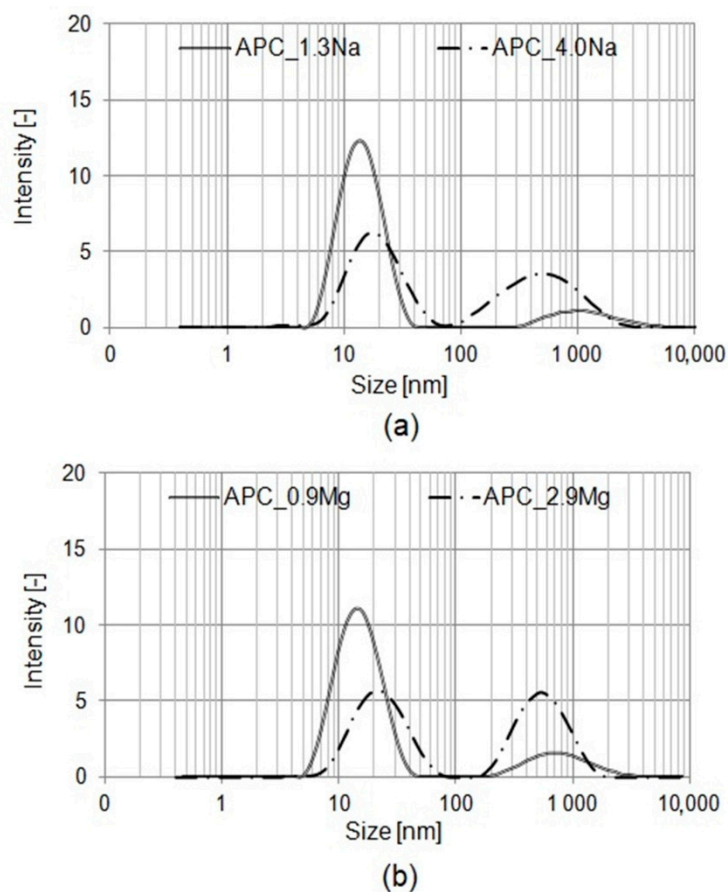 20
APC_1.3Na
APC_4.0Na
15
10
5
0
Intensity [-]
0
1
10
100
1 000
10,000
Size [nm]
(a)
20
APC_0.9Mg
APC_2.9Mg
15
10
5
0
Intensity [-]
0
1
10
100
1 000
10,000
Size [nm]
(b)